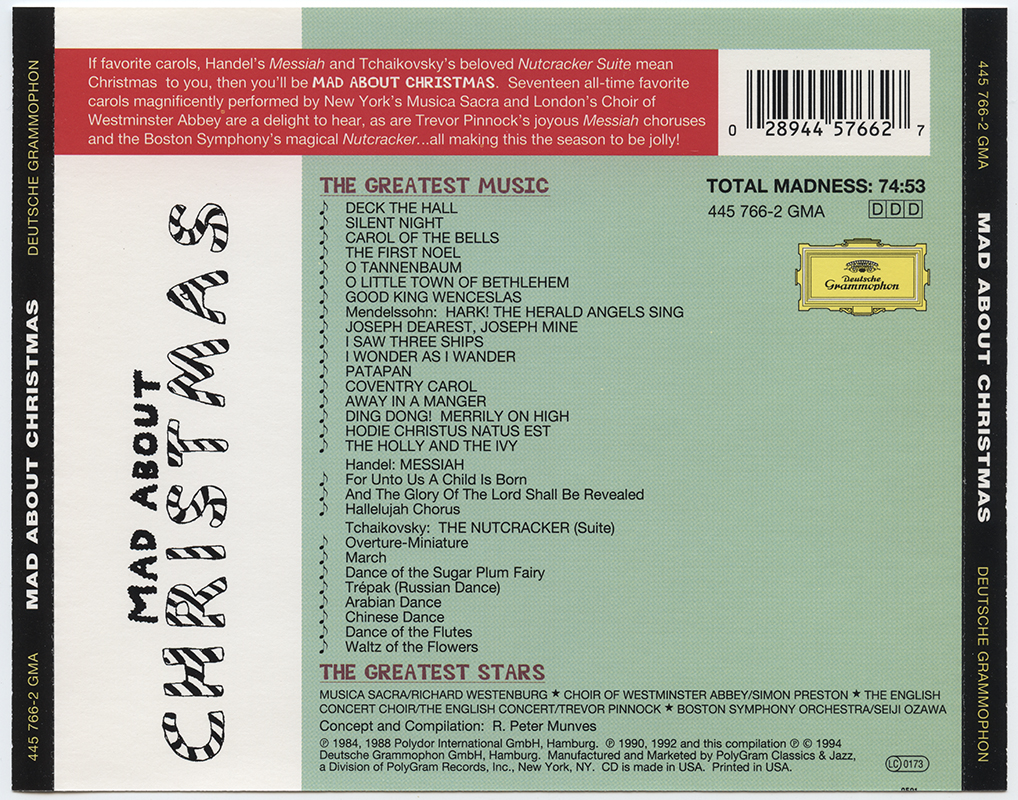 If favorite carols, Handel's Messiah and Tchaikovsky's beloved Nutcracker Suite mean
Christmas to you, then you'll be MAD ABOUT CHRISTMAS. Seventeen all-time favorite
carols magnificently performed by New York's Musica Sacra and London's Choir of
Westminster Abbey are a delight to hear, as are Trevor Pinnock's joyous Messiah choruses
and the Boston Symphony's magical Nutcracker...all making this the season to be jolly!
0 28944 57662 7
THE GREATEST MUSIC
DECK THE HALL
SILENT NIGHT
CAROL OF THE BELLS
THE FIRST NOEL
O TANNENBAUM
O LITTLE TOWN OF BETHLEHEM
GOOD KING WENCESLAS
Mendelssohn: HARK! THE HERALD ANGELS SING
JOSEPH DEAREST, JOSEPH MINE
I SAW THREE SHIPS
I WONDER AS I WANDER
PATAPAN
COVENTRY CAROL
AWAY IN A MANGER
DING DONG! MERRILY ON HIGH
HODIE CHRISTUS NATUS EST
THE HOLLY AND THE IVY
Handel: MESSIAH
For Unto Us A Child Is Born
And The Glory Of The Lord Shall Be Revealed
Hallelujah Chorus
Tchaikovsky: THE NUTCRACKER (Suite)
Overture-Miniature
March
Dance of the Sugar Plum Fairy
Trépak (Russian Dance)
Arabian Dance
Chinese Dance
Dance of the Flutes
Waltz of the Flowers
TOTAL MADNESS: 74:53
445 766-2 GMA DDD
Deutsche
Grammophon
THE GREATEST STARS
MUSICA SACRA/RICHARD WESTENBURG ★ CHOIR OF WESTMINSTER ABBEY/SIMON PRESTON ★ THE ENGLISH
CONCERT CHOIR/THE ENGLISH CONCERT/TREVOR PINNOCK ★ BOSTON SYMPHONY ORCHESTRA/SEIJI OZAWA
Concept and Compilation: R. Peter Munves
℗ 1984, 1988 Polydor International GmbH, Hamburg. ℗ 1990, 1992 and this compilation ℗ © 1994
Deutsche Grammophon GmbH, Hamburg. Manufactured and Marketed by PolyGram Classics & Jazz,
a Division of PolyGram Records, Inc., New York, NY. CD is made in USA. Printed in USA.
LC 0173
MAD ABOUT
CHRISTMAS
445 766-2 GMA MAD ABOUT CHRISTMAS DEUTSCHE GRAMMOPHON
445 766-2 GMA MAD ABOUT CHRISTMAS DEUTSCHE GRAMMOPHON